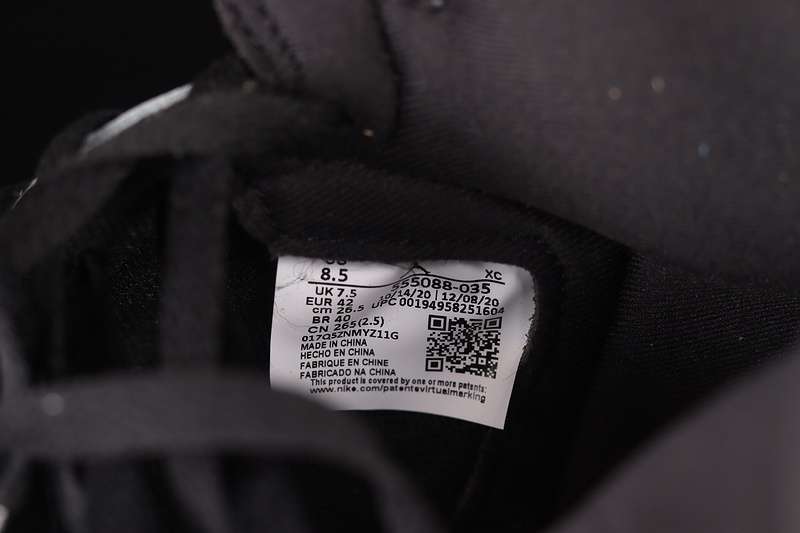 8.5 XC
UK 7.5 555088-035
EUR 42 10/14/20 | 12/08/20
cm 26.5 UPC 00194958251604
BR 40
CN 265(2.5)
017Q5ZNMYZ11G
MADE IN CHINA
HECHO EN CHINA
FABRIQUE EN CHINE
FABRICADO NA CHINA
This product is covered by one or more patents:
www.nike.com/patentsvirtualmarking